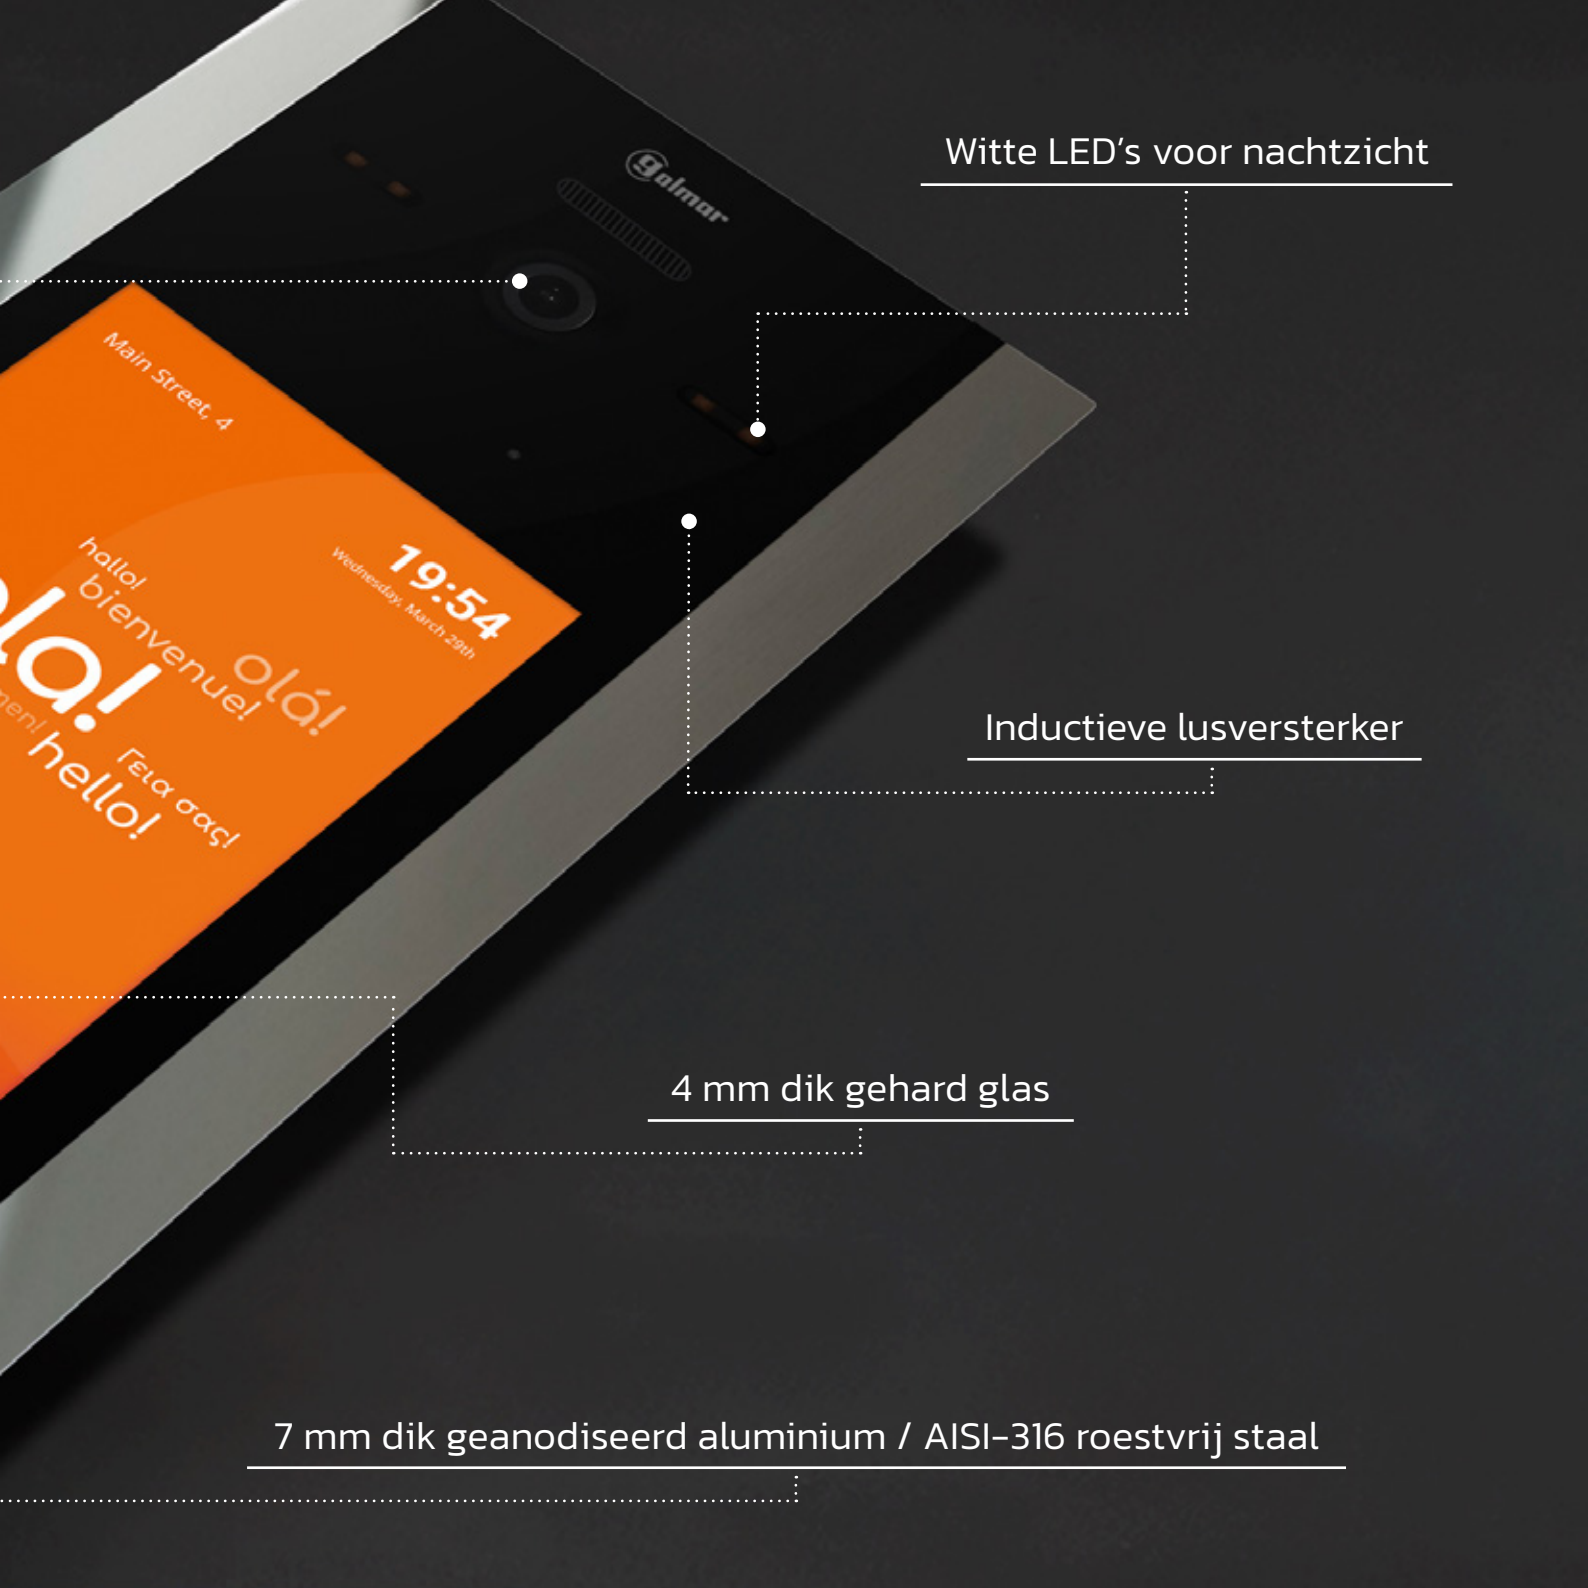 Witte LED’s voor nachtzicht
golmar
Main Street, 4
19:54
Wednesday, March 29th
hallo!
bienvenue!
olá!
hello!
Γεια σας!
Inductieve lusversterker
4 mm dik gehard glas
7 mm dik geanodiseerd aluminium / AISI-316 roestvrij staal